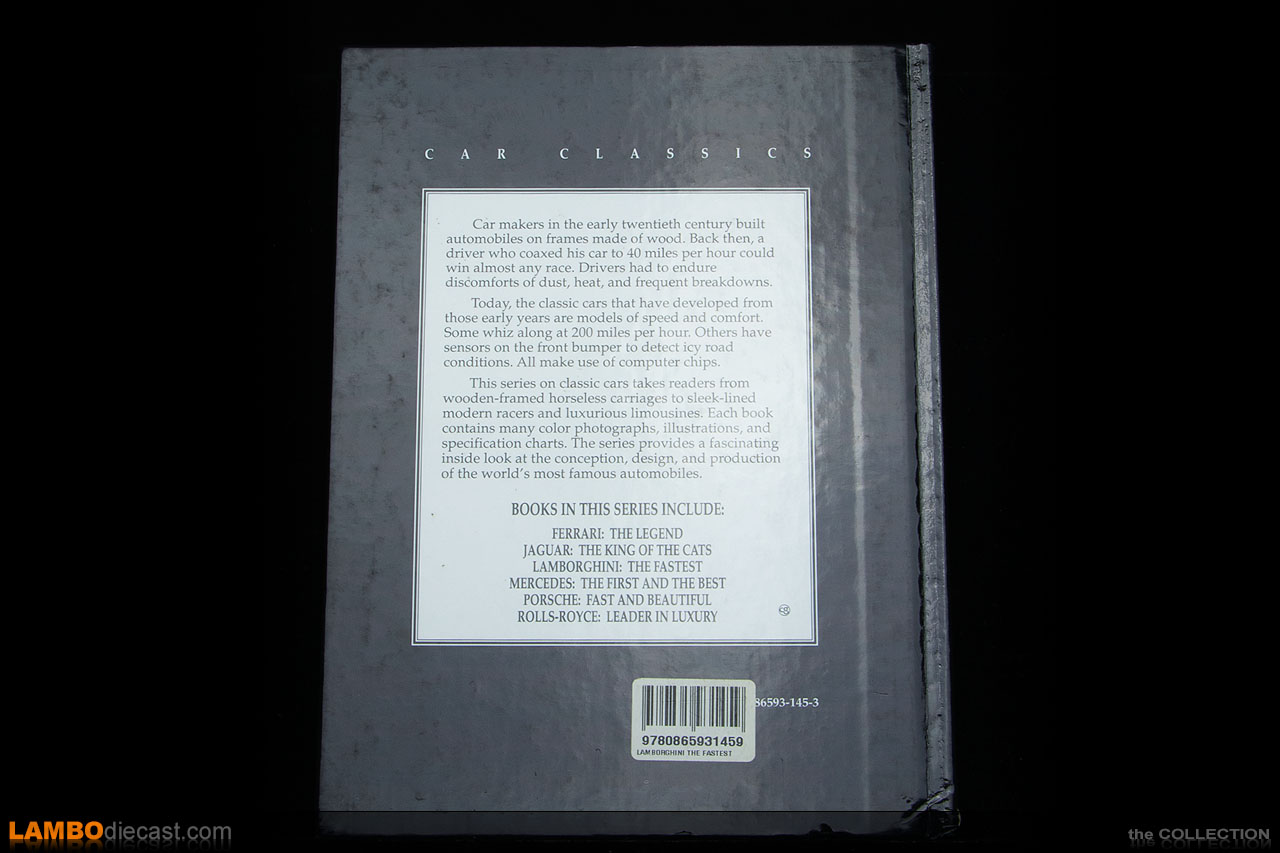 CAR CLASSICS
Car makers in the early twentieth century built
automobiles on frames made of wood. Back then, a
driver who coaxed his car to 40 miles per hour could
win almost any race. Drivers had to endure
discomforts of dust, heat, and frequent breakdowns.
Today, the classic cars that have developed from
those early years are models of speed and comfort.
Some whiz along at 200 miles per hour. Others have
sensors on the front bumper to detect icy road
conditions. All make use of computer chips.
This series on classic cars takes readers from
wooden-framed horseless carriages to sleek-lined
modern racers and luxurious limousines. Each book
contains many color photographs, illustrations, and
specification charts. The series provides a fascinating
inside look at the conception, design, and production
of the world's most famous automobiles.
BOOKS IN THIS SERIES INCLUDE:
FERRARI: THE LEGEND
JAGUAR: THE KING OF THE CATS
LAMBORGHINI: THE FASTEST
MERCEDES: THE FIRST AND THE BEST
PORSCHE: FAST AND BEAUTIFUL
ROLLS-ROYCE: LEADER IN LUXURY
86593-145-3
9780865931459
LAMBORGHINI THE FASTEST
LAMBOdiecast.com
the COLLECTION